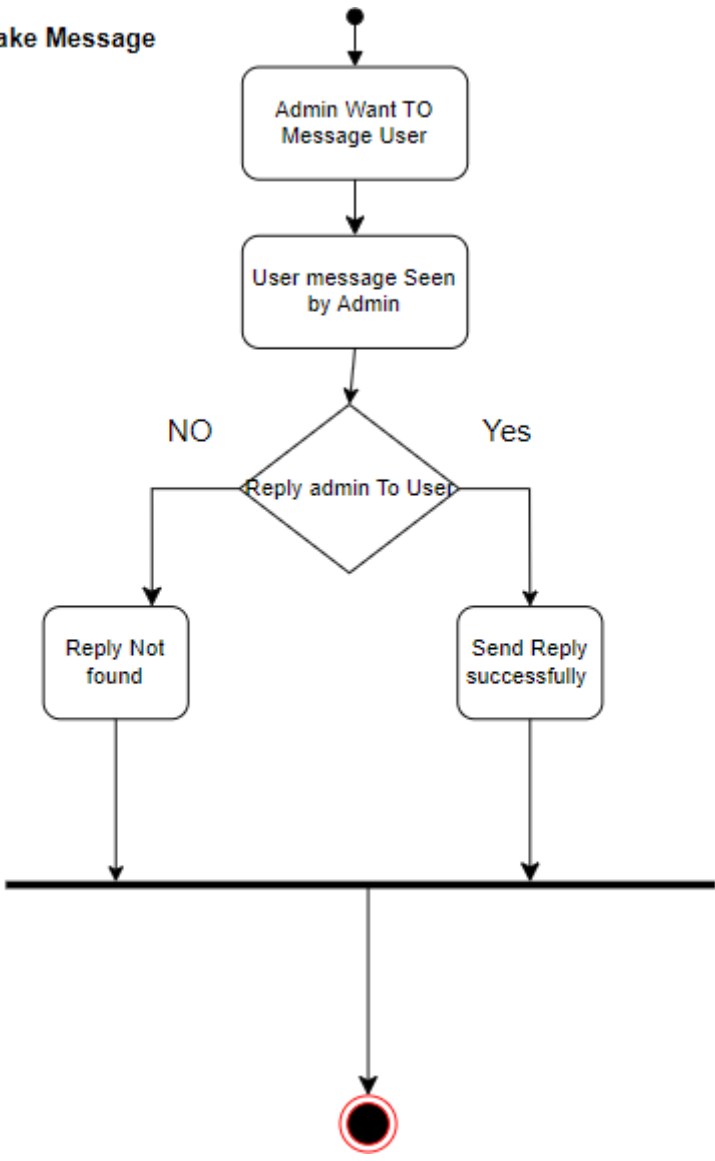 ake Message
Admin Want TO
Message User
User message Seen
by Admin
NO
Yes
Reply admin To User
Reply Not
found
Send Reply
successfully